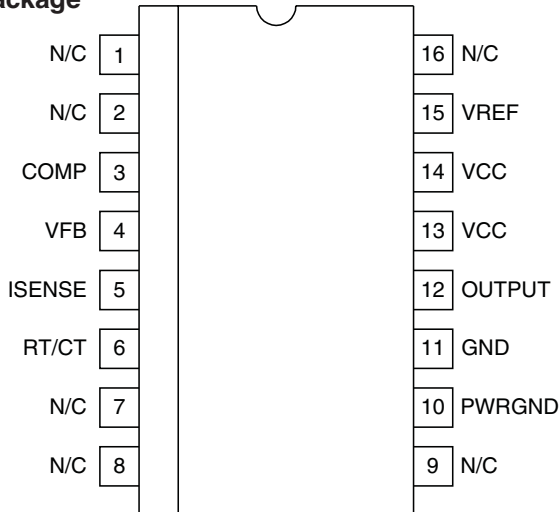 ackage
N/C 1 16 N/C
N/C 2 15 VREF
COMP 3 14 VCC
VFB 4 13 VCC
ISENSE 5 12 OUTPUT
RT/CT 6 11 GND
N/C 7 10 PWRGND
N/C 8 9 N/C